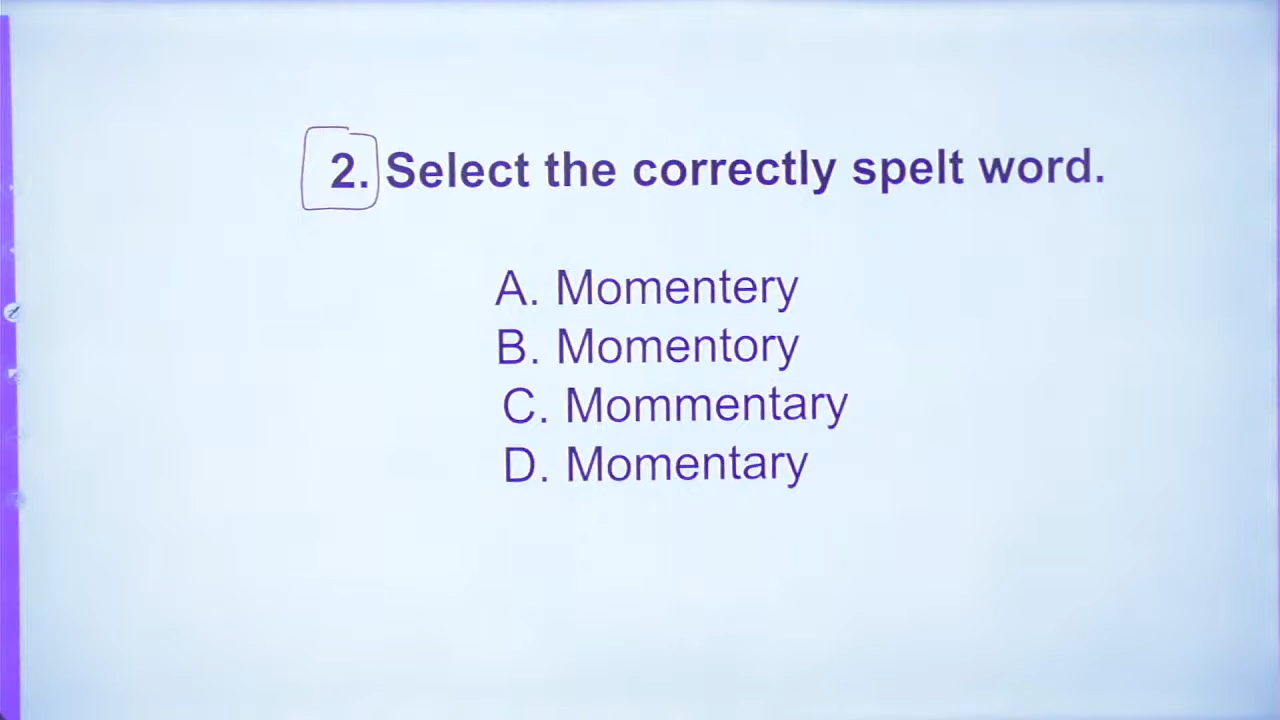 2. Select the correctly spelt word.
A. Momentery
B. Momentory
C. Mommentary
D. Momentary